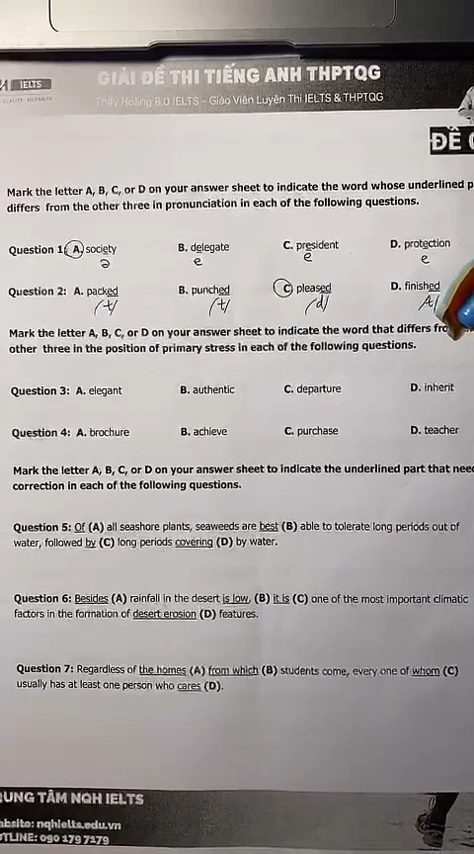 IELTS
GIẢI ĐỀ THI TIẾNG ANH THPTQG
Thầy Hoàng 8.0 IELTS – Giáo Viên Luyện Thi IELTS & THPTQG
ĐỀ
Mark the letter A, B, C, or D on your answer sheet to indicate the word whose underlined p
differs from the other three in pronunciation in each of the following questions.
Question 1: A. society B. delegate C. president D. protection
ə e e e
Question 2: A. packed B. punched C. pleased D. finished
/t/ /t/ /d/
Mark the letter A, B, C, or D on your answer sheet to indicate the word that differs fro
other three in the position of primary stress in each of the following questions.
Question 3: A. elegant B. authentic C. departure D. inherit
Question 4: A. brochure B. achieve C. purchase D. teacher
Mark the letter A, B, C, or D on your answer sheet to indicate the underlined part that nee
correction in each of the following questions.
Question 5: Of (A) all seashore plants, seaweeds are best (B) able to tolerate long periods out of
water, followed by (C) long periods covering (D) by water.
Question 6: Besides (A) rainfall in the desert is low, (B) it is (C) one of the most important climatic
factors in the formation of desert erosion (D) features.
Question 7: Regardless of the homes (A) from which (B) students come, every one of whom (C)
usually has at least one person who cares (D).
RUNG TÂM NQH IELTS
absite: nqhielts.edu.vn
OTLINE: 090 179 7179